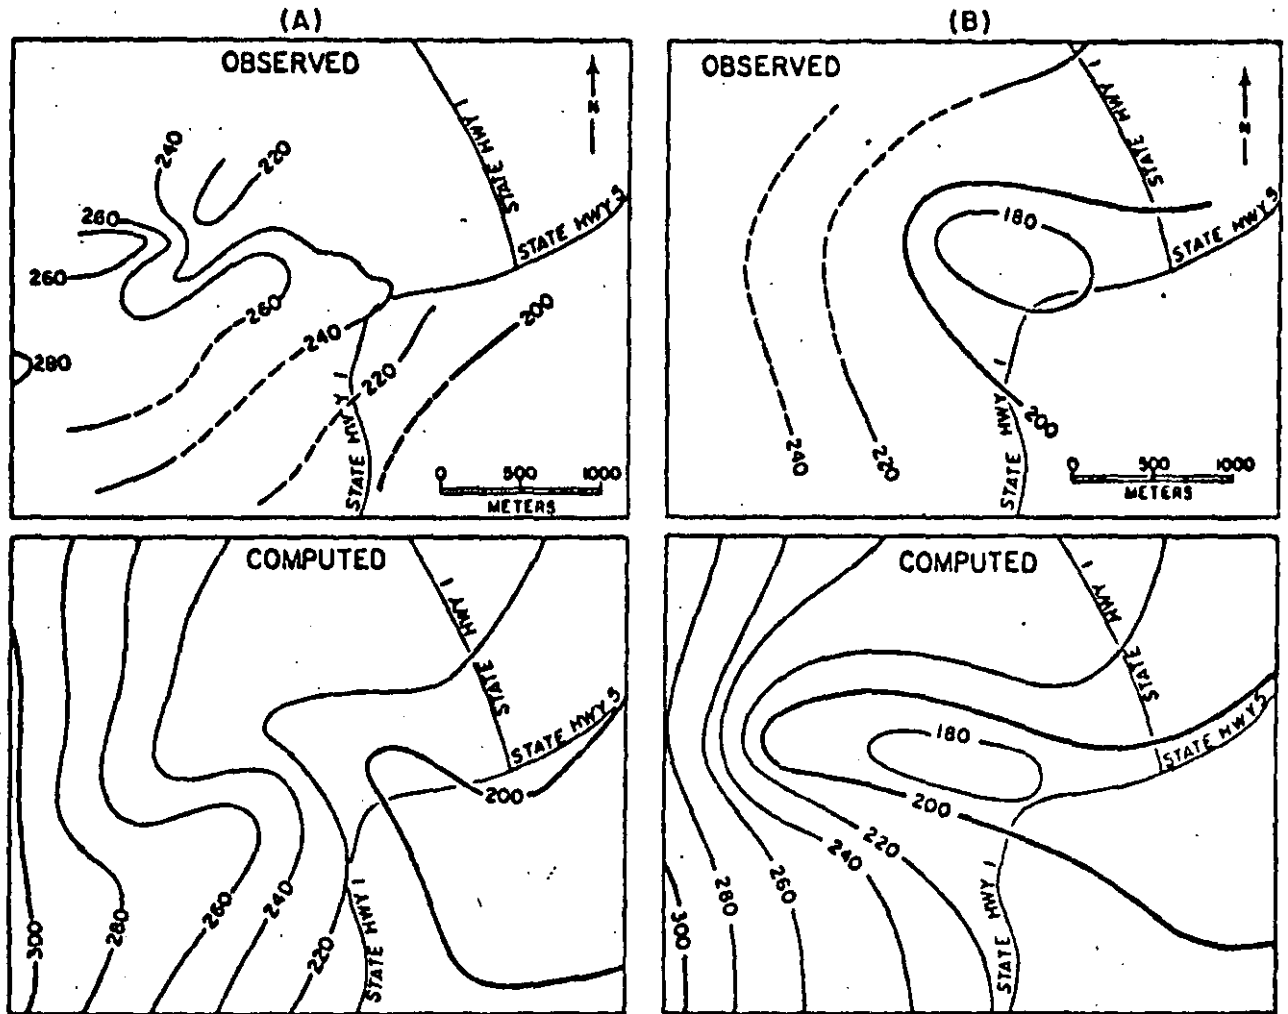 (A)
OBSERVED
N
STATE HWY 1
STATE HWY 5
240
220
260
260
260
240
280
220
200
STATE HWY 1
0 500 1000
METERS
(B)
OBSERVED
N
STATE HWY 1
STATE HWY 5
180
200
240
220
STATE HWY 1
0 500 1000
METERS
COMPUTED
STATE HWY 1
STATE HWY 5
200
300
280
260
240
220
STATE HWY 1
COMPUTED
STATE HWY 1
STATE HWY 5
180
200
220
240
260
280
300
STATE HWY 1